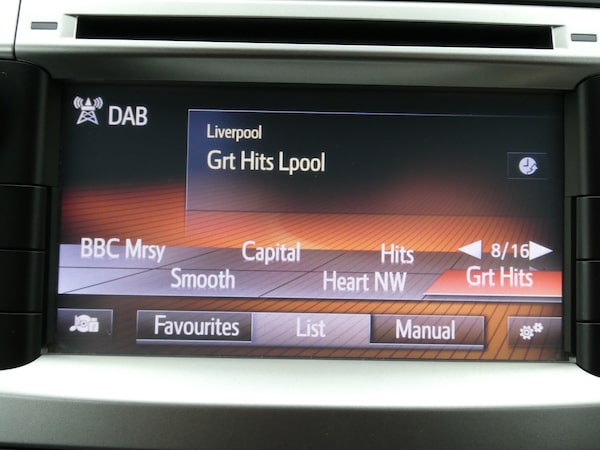 DAB
Liverpool
Grt Hits Lpool
BBC Mrsy Capital Hits 8/16
Smooth Heart NW Grt Hits
Favourites List Manual